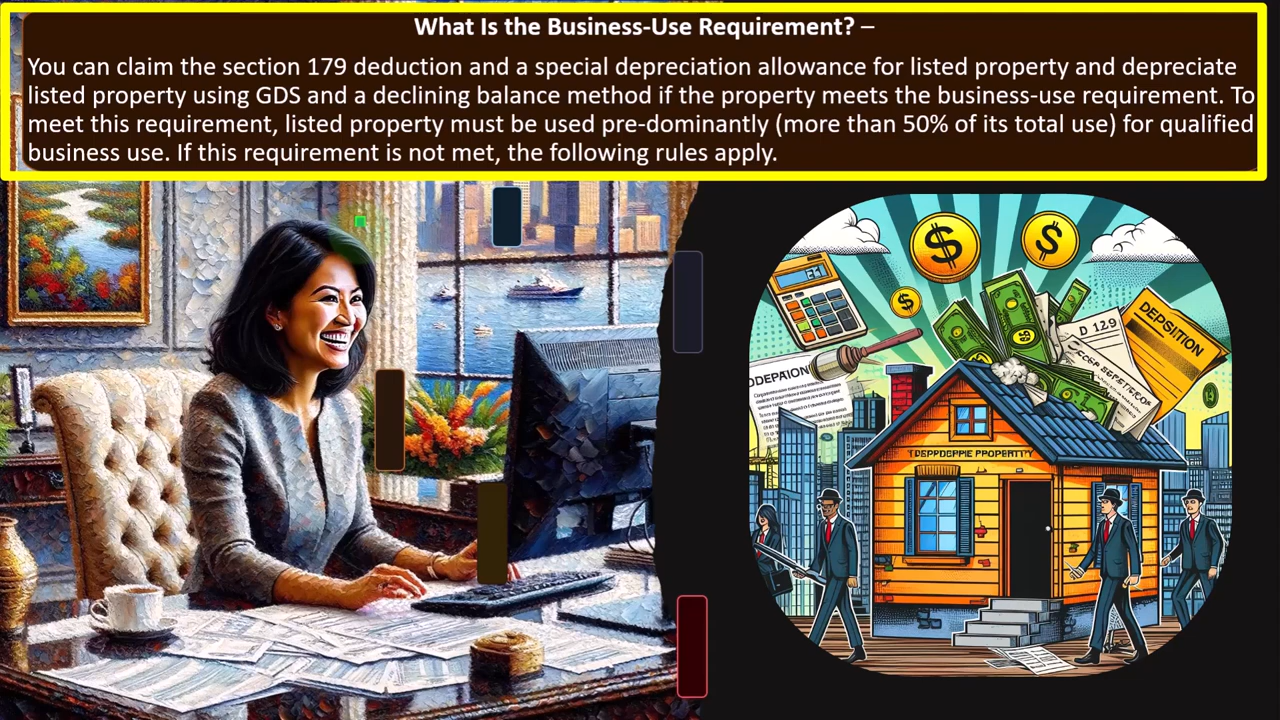 What Is the Business-Use Requirement? –
You can claim the section 179 deduction and a special depreciation allowance for listed property and depreciate
listed property using GDS and a declining balance method if the property meets the business-use requirement. To
meet this requirement, listed property must be used pre-dominantly (more than 50% of its total use) for qualified
business use. If this requirement is not met, the following rules apply.
$ $
$
D 129
DEPSITION